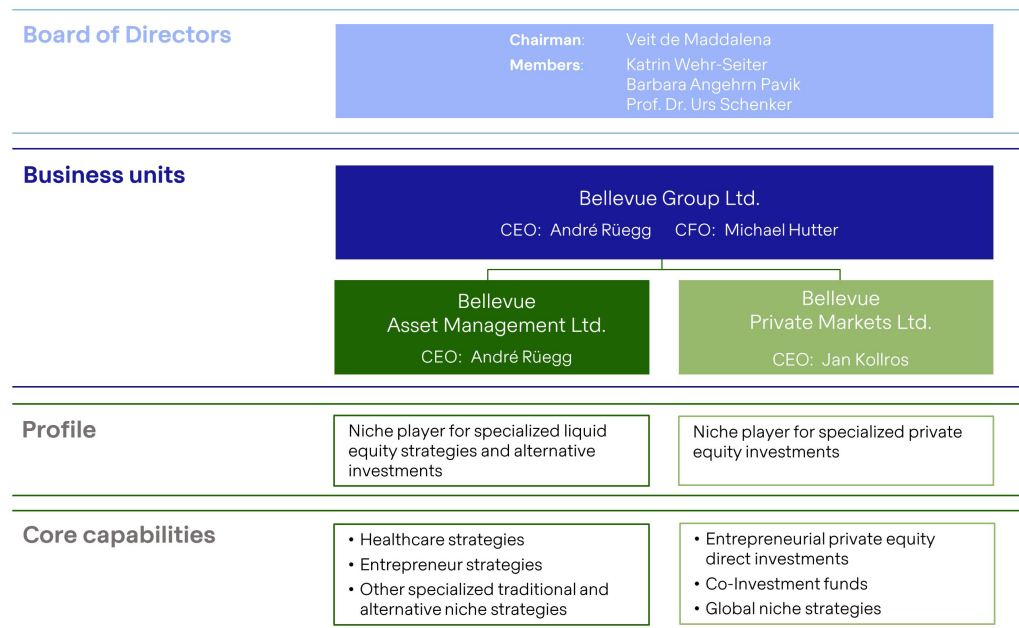 Board of Directors
Chairman: Veit de Maddalena
Members: Katrin Wehr-Seiter
Barbara Angehrn Pavik
Prof. Dr. Urs Schenker
Business units
Bellevue Group Ltd.
CEO: André Rüegg CFO: Michael Hutter
Bellevue
Asset Management Ltd.
CEO: André Rüegg
Bellevue
Private Markets Ltd.
CEO: Jan Kollros
Profile
Niche player for specialized liquid
equity strategies and alternative
investments
Niche player for specialized private
equity investments
Core capabilities
• Healthcare strategies
• Entrepreneur strategies
• Other specialized traditional and
alternative niche strategies
• Entrepreneurial private equity
direct investments
• Co-Investment funds
• Global niche strategies